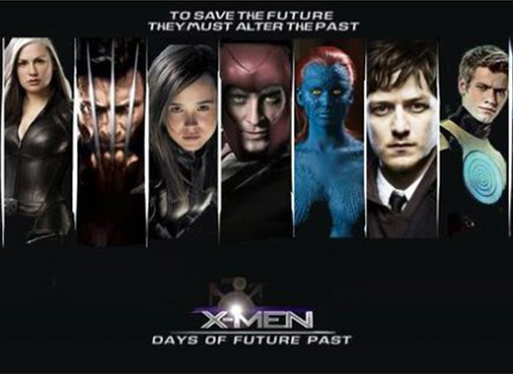 TO SAVE THE FUTURE
THEY MUST ALTER THE PAST
X-MEN
DAYS OF FUTURE PAST